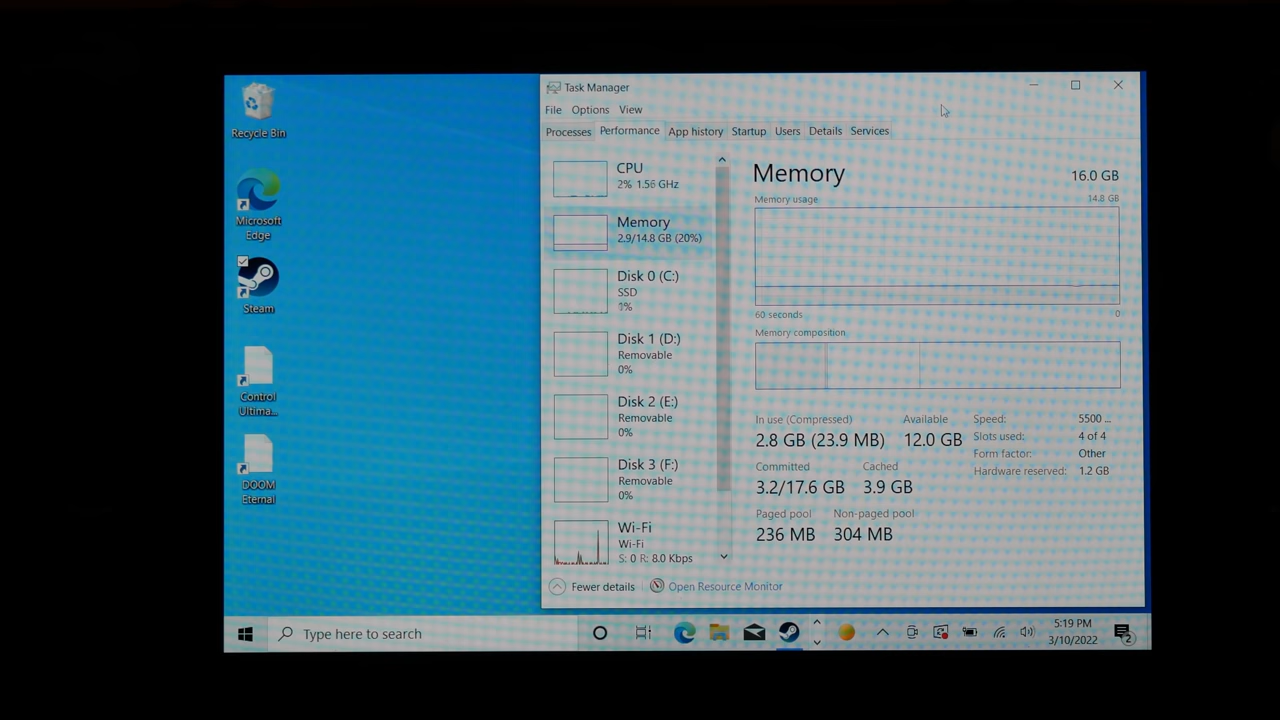 Recycle Bin
Microsoft
Edge
Steam
Control
Ultima...
DOOM
Eternal
Task Manager
File Options View
Processes Performance App history Startup Users Details Services
CPU
2% 1.56 GHz
Memory
2.9/14.8 GB (20%)
Disk 0 (C:)
SSD
1%
Disk 1 (D:)
Removable
0%
Disk 2 (E:)
Removable
0%
Disk 3 (F:)
Removable
0%
Wi-Fi
Wi-Fi
S: 0 R: 8.0 Kbps
Memory 16.0 GB
Memory usage 14.8 GB
60 seconds 0
Memory composition
In use (Compressed) Available
2.8 GB (23.9 MB) 12.0 GB
Committed Cached
3.2/17.6 GB 3.9 GB
Paged pool Non-paged pool
236 MB 304 MB
Speed: 5500 ...
Slots used: 4 of 4
Form factor: Other
Hardware reserved: 1.2 GB
Fewer details Open Resource Monitor
Type here to search
5:19 PM
3/10/2022
2